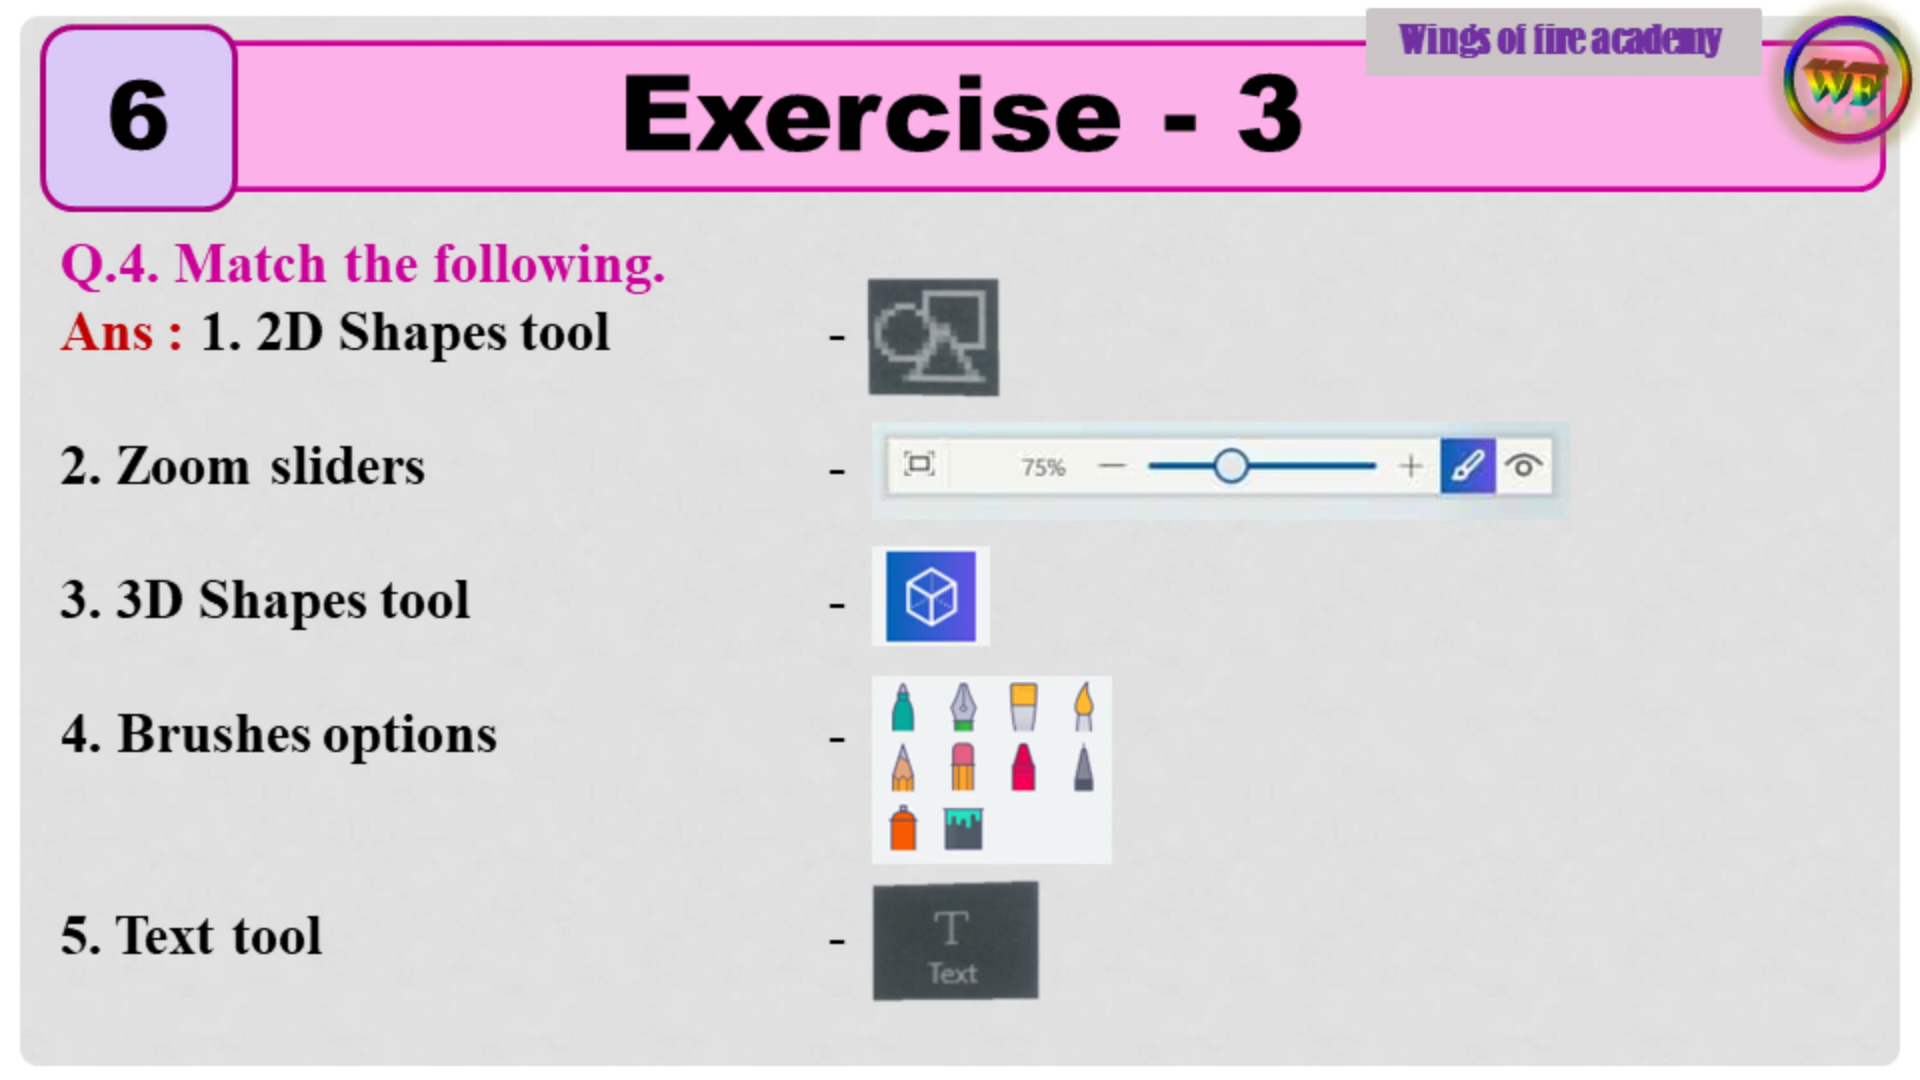 Wings of fire academy
WF
6
Exercise - 3
Q.4. Match the following.
Ans : 1. 2D Shapes tool -
2. Zoom sliders - 75%
3. 3D Shapes tool -
4. Brushes options -
5. Text tool - T
Text